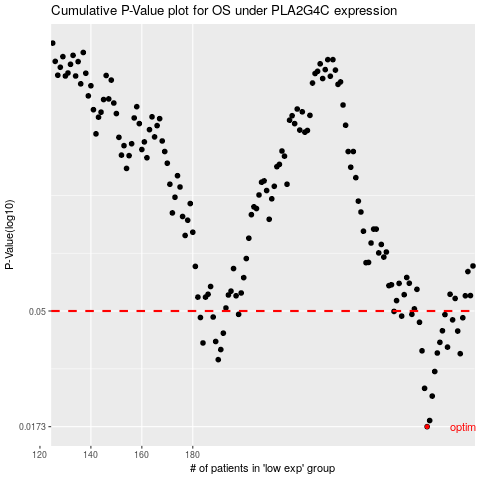 Cumulative P-Value plot for OS under PLA2G4C expression
P-Value(log10)
0.05
0.0173
optim
120 140 160 180
# of patients in 'low exp' group